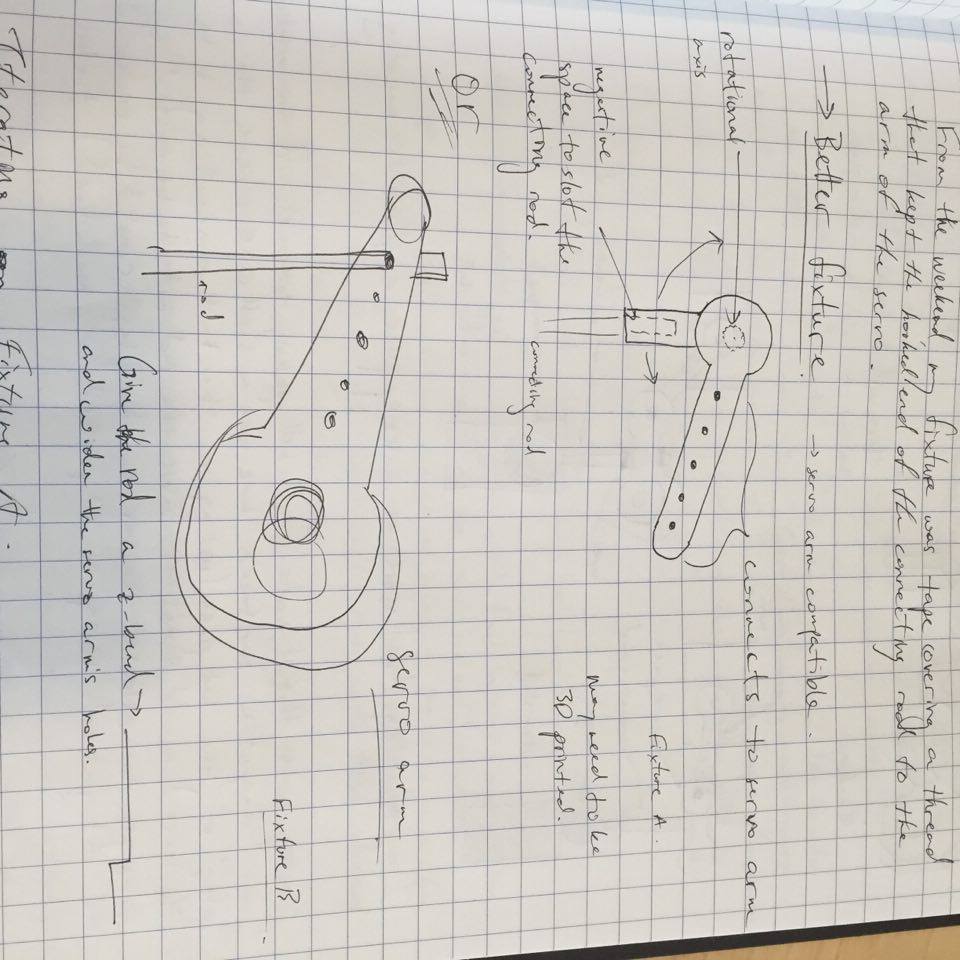 From the weekend my fixture was tape covering a thread
that kept the hooked end of the connecting rod to the
arm of the servo.
→ Better fixture. → servo arm compatible.
rotational
axis
connects to servo arm
Fixture A.
may need to be
3D printed.
negative
space to slot the
connecting rod.
connecting rod
Or
servo arm
Fixture B.
rod
Give the rod a z-bend →
and widen the servo arm's holes.
Fixture A.